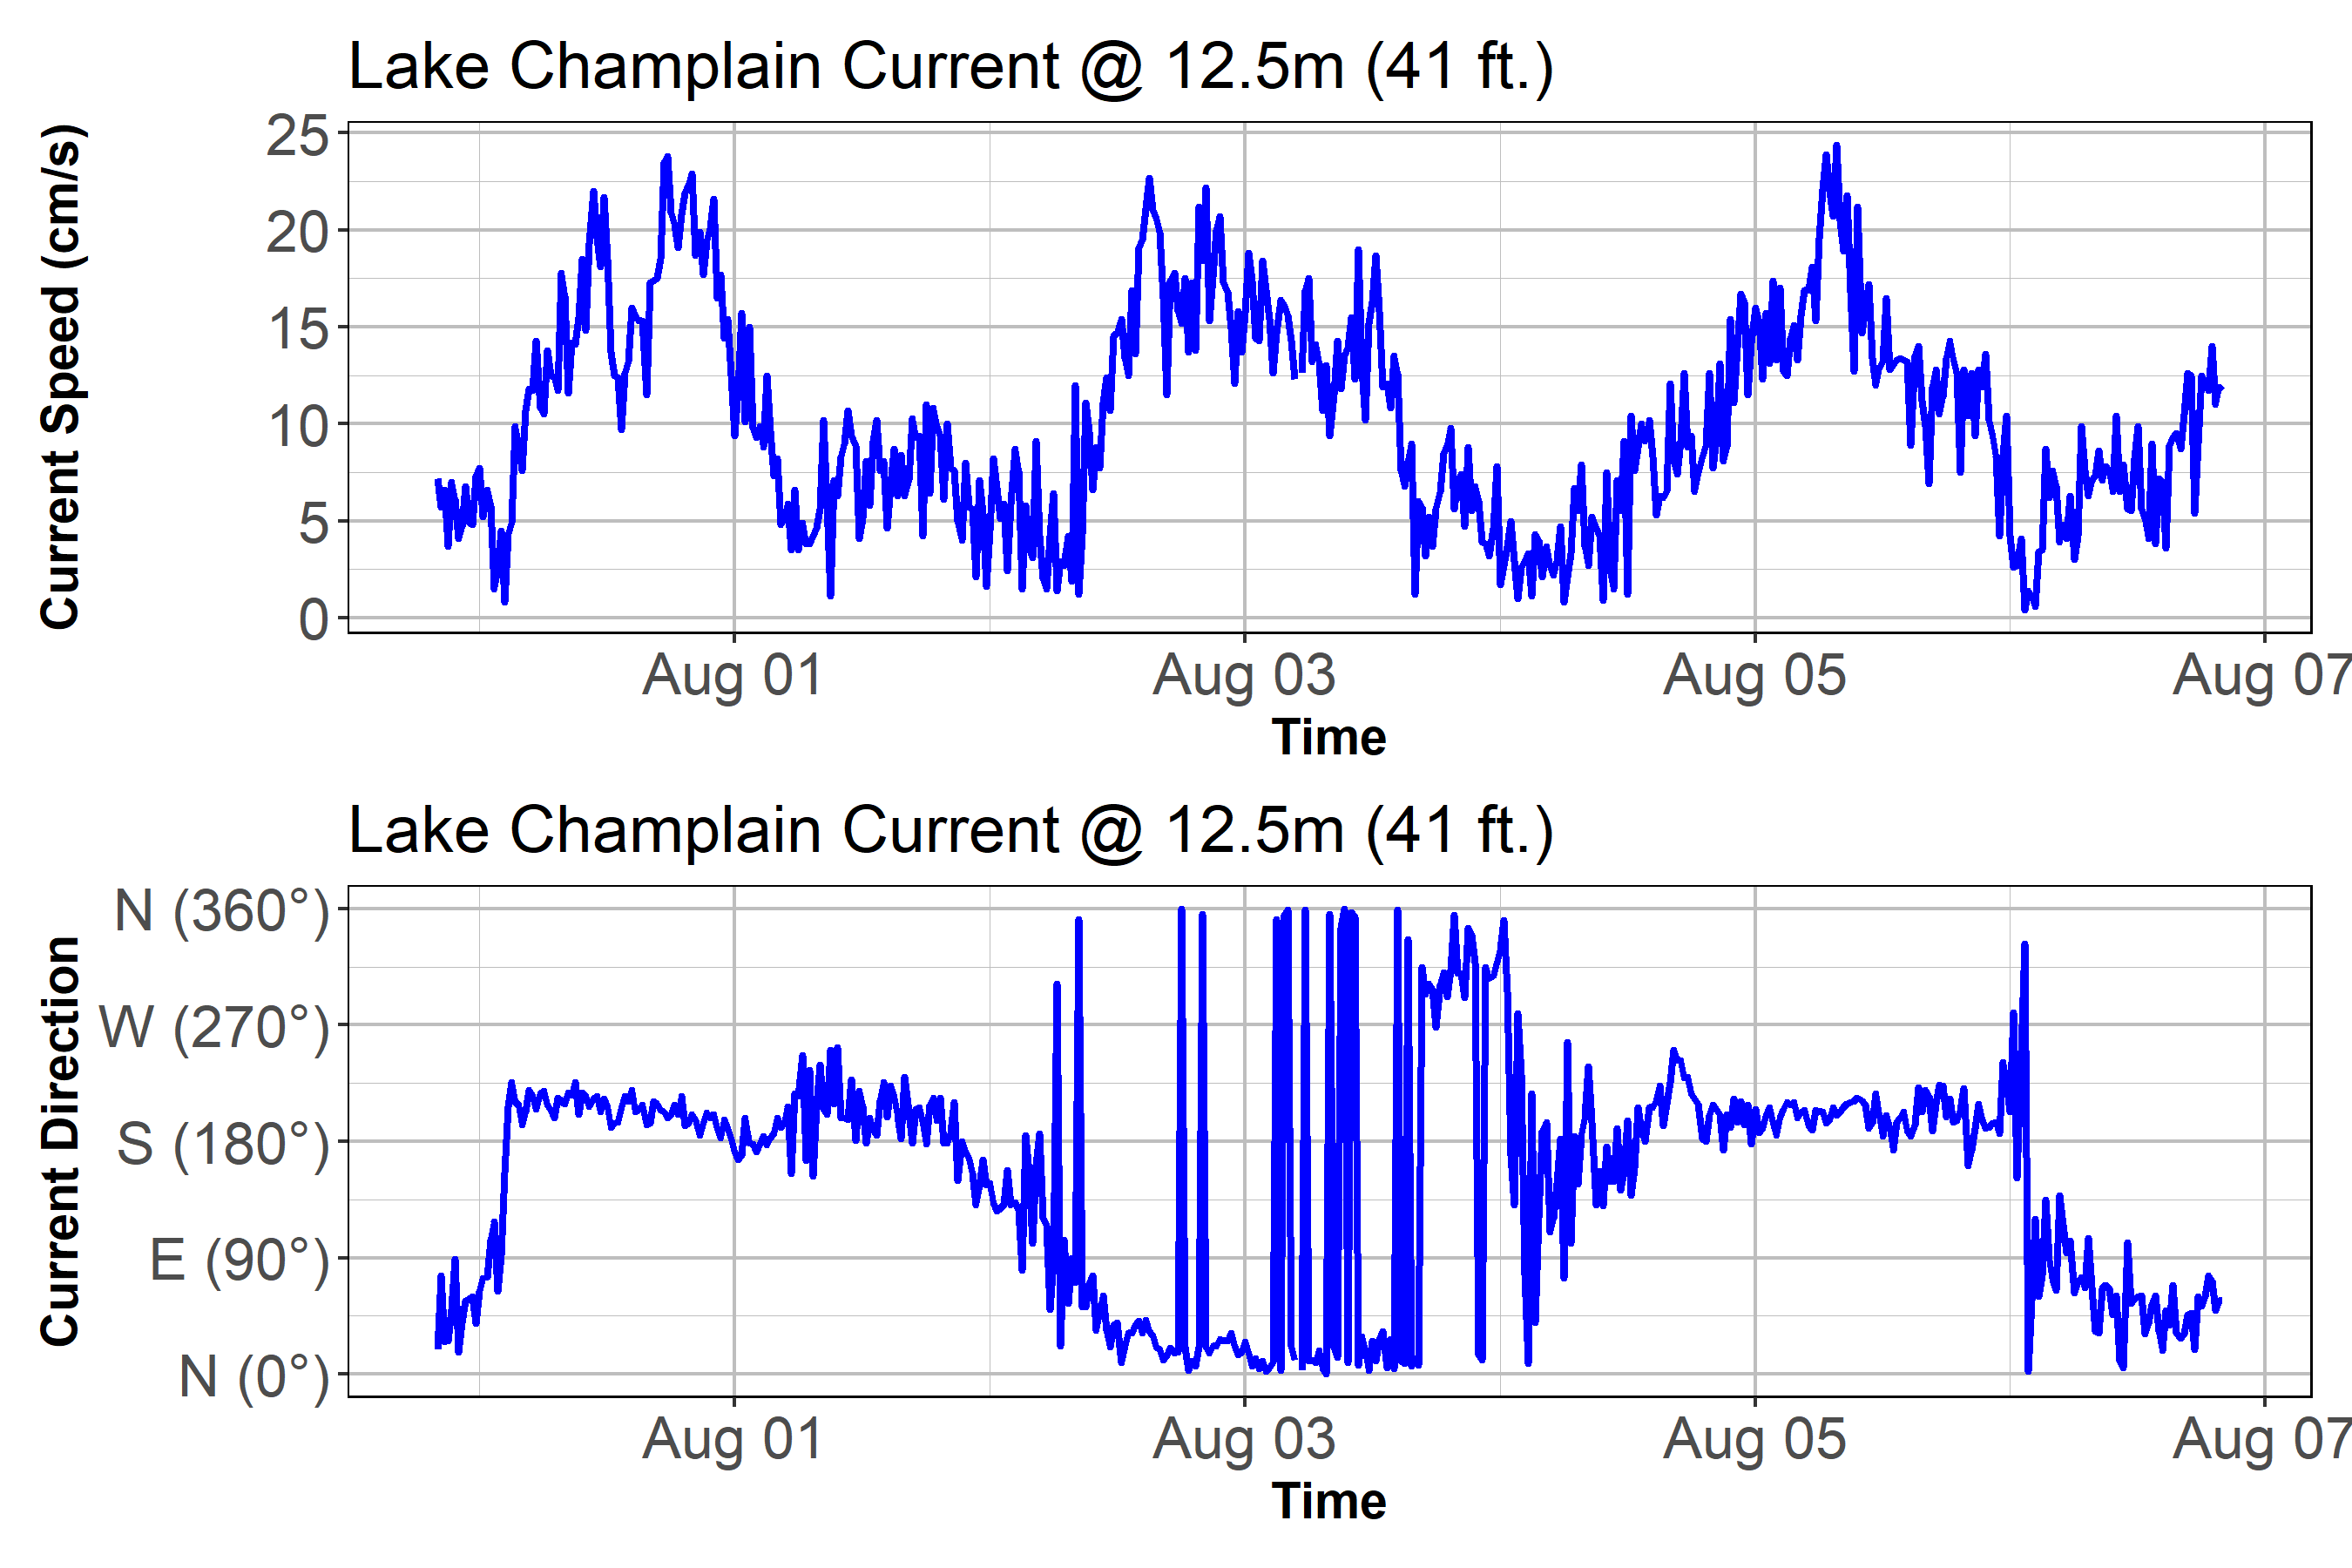 Lake Champlain Current @ 12.5m (41 ft.)
Current Speed (cm/s)
25
20
15
10
5
0
Aug 01 Aug 03 Aug 05 Aug 07
Time
Lake Champlain Current @ 12.5m (41 ft.)
Current Direction
N (360°)
W (270°)
S (180°)
E (90°)
N (0°)
Aug 01 Aug 03 Aug 05 Aug 07
Time